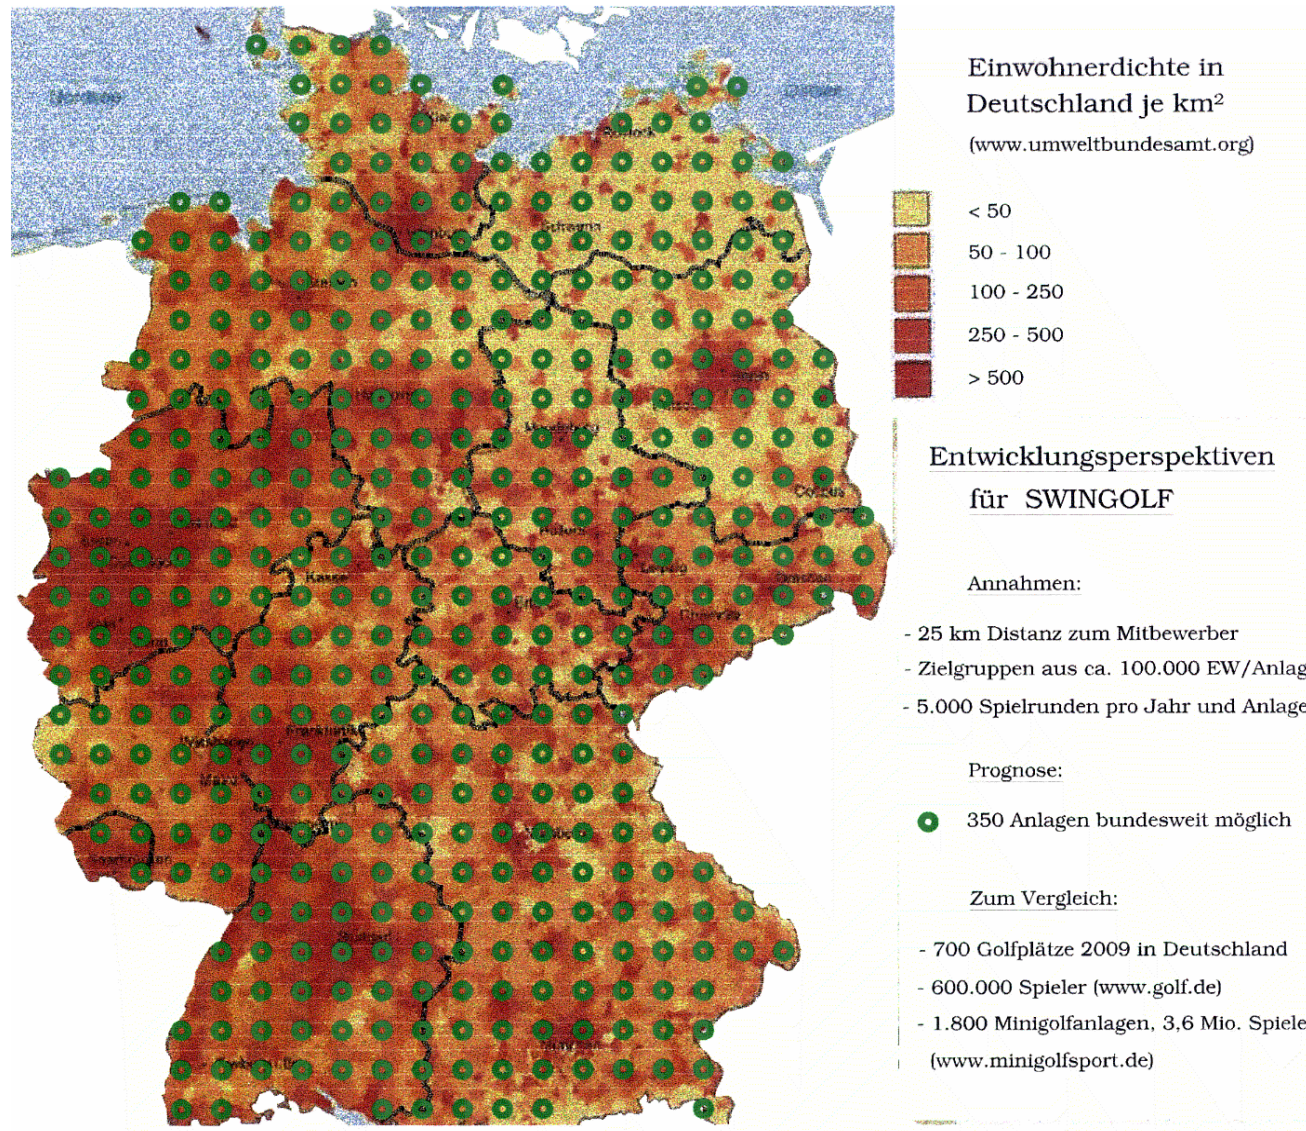 Einwohnerdichte in
Deutschland je km²
(www.umweltbundesamt.org)
< 50
50 - 100
100 - 250
250 - 500
> 500
Entwicklungsperspektiven
für SWINGOLF
Annahmen:
- 25 km Distanz zum Mitbewerber
- Zielgruppen aus ca. 100.000 EW/Anlag
- 5.000 Spielrunden pro Jahr und Anlage
Prognose:
350 Anlagen bundesweit möglich
Zum Vergleich:
- 700 Golfplätze 2009 in Deutschland
- 600.000 Spieler (www.golf.de)
- 1.800 Minigolfanlagen, 3,6 Mio. Spiele
(www.minigolfsport.de)